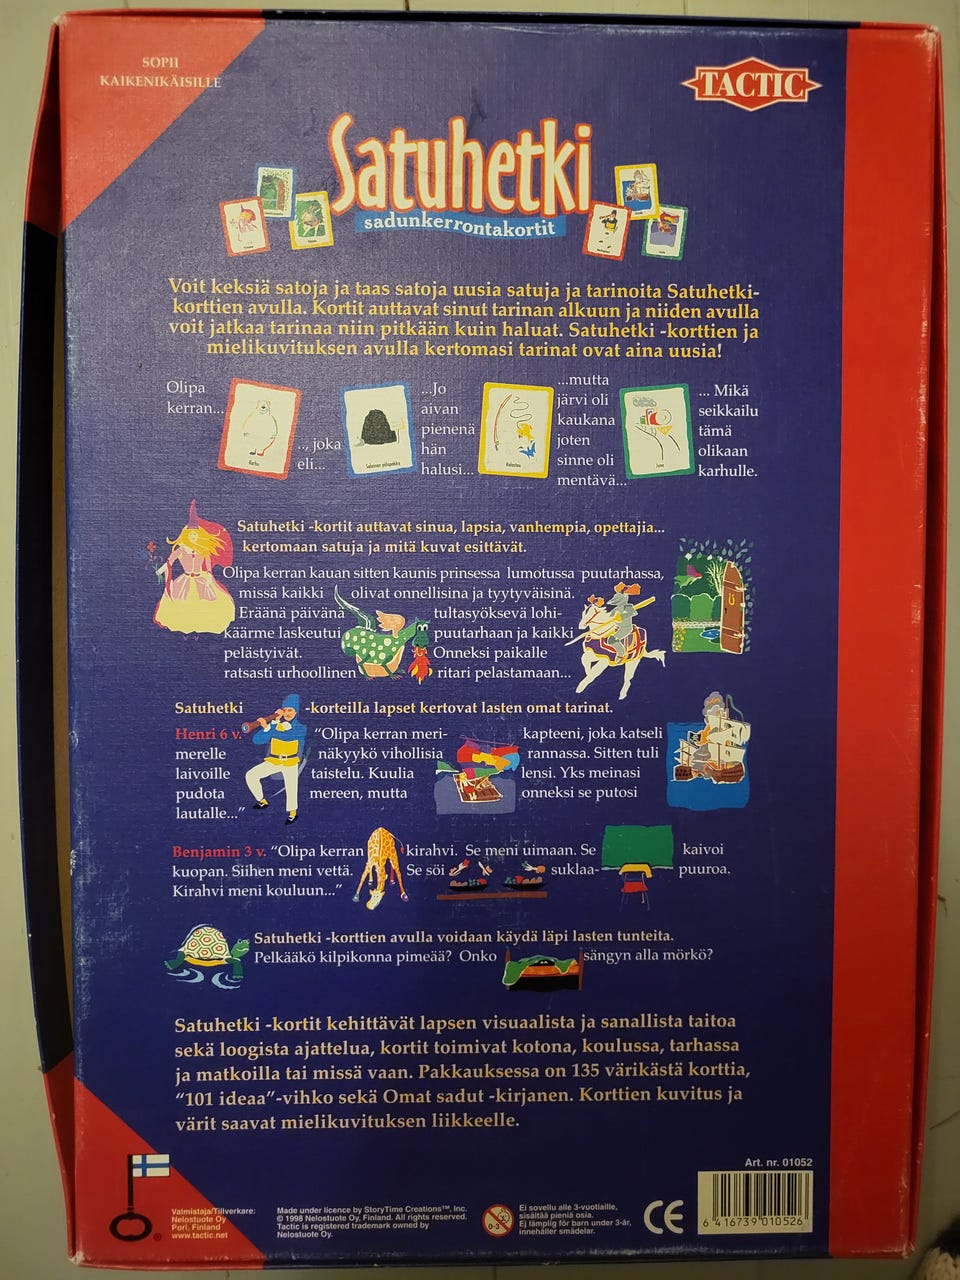 SOPII
KAIKENIKÄISILLE
TACTIC
Satuhetki
sadunkerrontakortit
Voit keksiä satoja ja taas satoja uusia satuja ja tarinoita Satuhetki-
korttien avulla. Kortit auttavat sinut tarinan alkuun ja niiden avulla
voit jatkaa tarinaa niin pitkään kuin haluat. Satuhetki -korttien ja
mielikuvituksen avulla kertomasi tarinat ovat aina uusia!
Olipa
kerran...
Karhu
.., joka
eli...
Salainen piilopaikka
...Jo
aivan
pienenä
hän
halusi...
Kalastaa
...mutta
järvi oli
kaukana
joten
sinne oli
mentävä...
Juna
... Mikä
seikkailu
tämä
olikaan
karhulle.
Satuhetki -kortit auttavat sinua, lapsia, vanhempia, opettajia...
kertomaan satuja ja mitä kuvat esittävät.
Olipa kerran kauan sitten kaunis prinsessa lumotussa puutarhassa,
missä kaikki olivat onnellisina ja tyytyväisinä.
Eräänä päivänä tultasyöksevä lohi-
käärme laskeutui puutarhaan ja kaikki
pelästyivät. Onneksi paikalle
ratsasti urhoollinen ritari pelastamaan...
Satuhetki -korteilla lapset kertovat lasten omat tarinat.
Henri 6 v. "Olipa kerran meri- kapteeni, joka katseli
merelle näkyykö vihollisia rannassa. Sitten tuli
laivoille taistelu. Kuulia lensi. Yks meinasi
pudota mereen, mutta onneksi se putosi
lautalle..."
Benjamin 3 v. "Olipa kerran kirahvi. Se meni uimaan. Se kaivoi
kuopan. Siihen meni vettä. Se söi suklaa- puuroa.
Kirahvi meni kouluun..."
Satuhetki -korttien avulla voidaan käydä läpi lasten tunteita.
Pelkääkö kilpikonna pimeää? Onko sängyn alla mörkö?
Satuhetki -kortit kehittävät lapsen visuaalista ja sanallista taitoa
sekä loogista ajattelua, kortit toimivat kotona, koulussa, tarhassa
ja matkoilla tai missä vaan. Pakkauksessa on 135 värikästä korttia,
"101 ideaa"-vihko sekä Omat sadut -kirjanen. Korttien kuvitus ja
värit saavat mielikuvituksen liikkeelle.
Valmistaja/Tillverkare:
Nelostuote Oy
Pori, Finland
www.tactic.net
Made under licence by StoryTime Creations™, Inc.
© 1998 Nelostuote Oy, Finland. All rights reserved.
Tactic is registered trademark owned by
Nelostuote Oy.
0-3
Ei sovellu alle 3-vuotiaille,
sisältää pieniä osia.
Ej lämplig för barn under 3-år,
innehåller smådelar.
CE
Art. nr. 01052
6 416739 010526